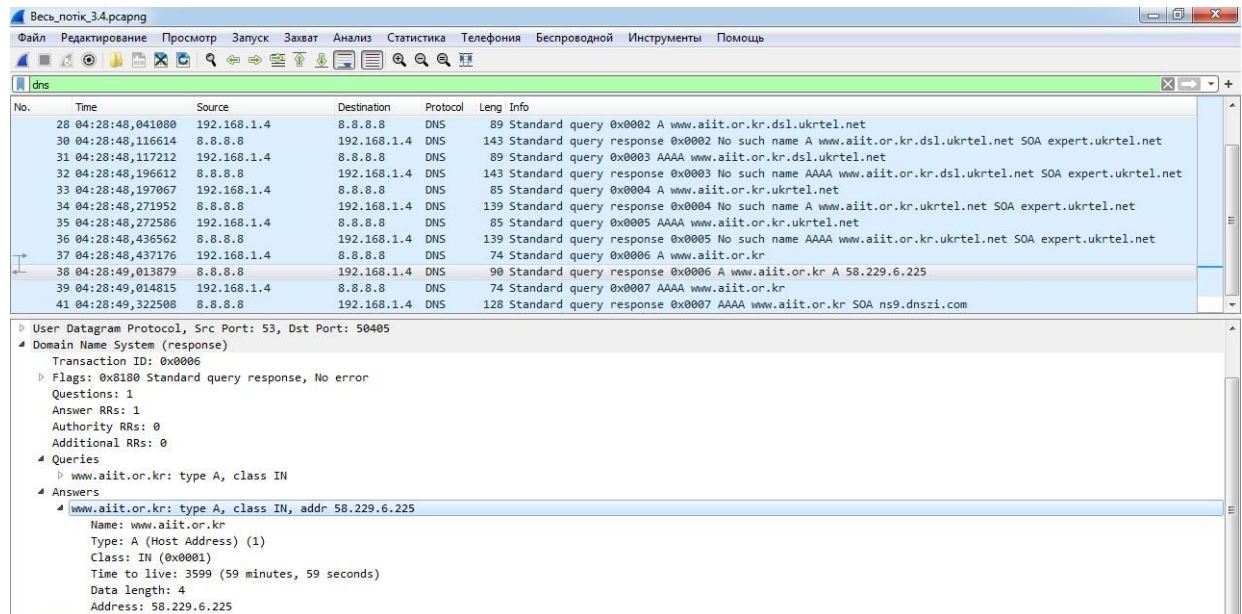 Весь_потік_3.4.pcapng
Файл Редактирование Просмотр Запуск Захват Анализ Статистика Телефония Беспроводной Инструменты Помощь
dns
No. Time Source Destination Protocol Leng Info
28 04:28:48,041080 192.168.1.4 8.8.8.8 DNS 89 Standard query 0x0002 A www.aiit.or.kr.dsl.ukrtel.net
30 04:28:48,116614 8.8.8.8 192.168.1.4 DNS 143 Standard query response 0x0002 No such name A www.aiit.or.kr.dsl.ukrtel.net SOA expert.ukrtel.net
31 04:28:48,117212 192.168.1.4 8.8.8.8 DNS 89 Standard query 0x0003 AAAA www.aiit.or.kr.dsl.ukrtel.net
32 04:28:48,196612 8.8.8.8 192.168.1.4 DNS 143 Standard query response 0x0003 No such name AAAA www.aiit.or.kr.dsl.ukrtel.net SOA expert.ukrtel.net
33 04:28:48,197067 192.168.1.4 8.8.8.8 DNS 85 Standard query 0x0004 A www.aiit.or.kr.ukrtel.net
34 04:28:48,271952 8.8.8.8 192.168.1.4 DNS 139 Standard query response 0x0004 No such name A www.aiit.or.kr.ukrtel.net SOA expert.ukrtel.net
35 04:28:48,272586 192.168.1.4 8.8.8.8 DNS 85 Standard query 0x0005 AAAA www.aiit.or.kr.ukrtel.net
36 04:28:48,436562 8.8.8.8 192.168.1.4 DNS 139 Standard query response 0x0005 No such name AAAA www.aiit.or.kr.ukrtel.net SOA expert.ukrtel.net
37 04:28:48,437176 192.168.1.4 8.8.8.8 DNS 74 Standard query 0x0006 A www.aiit.or.kr
38 04:28:49,013879 8.8.8.8 192.168.1.4 DNS 90 Standard query response 0x0006 A www.aiit.or.kr A 58.229.6.225
39 04:28:49,014815 192.168.1.4 8.8.8.8 DNS 74 Standard query 0x0007 AAAA www.aiit.or.kr
41 04:28:49,322508 8.8.8.8 192.168.1.4 DNS 128 Standard query response 0x0007 AAAA www.aiit.or.kr SOA ns9.dnszi.com
User Datagram Protocol, Src Port: 53, Dst Port: 50405
Domain Name System (response)
Transaction ID: 0x0006
Flags: 0x8180 Standard query response, No error
Questions: 1
Answer RRs: 1
Authority RRs: 0
Additional RRs: 0
Queries
www.aiit.or.kr: type A, class IN
Answers
www.aiit.or.kr: type A, class IN, addr 58.229.6.225
Name: www.aiit.or.kr
Type: A (Host Address) (1)
Class: IN (0x0001)
Time to live: 3599 (59 minutes, 59 seconds)
Data length: 4
Address: 58.229.6.225